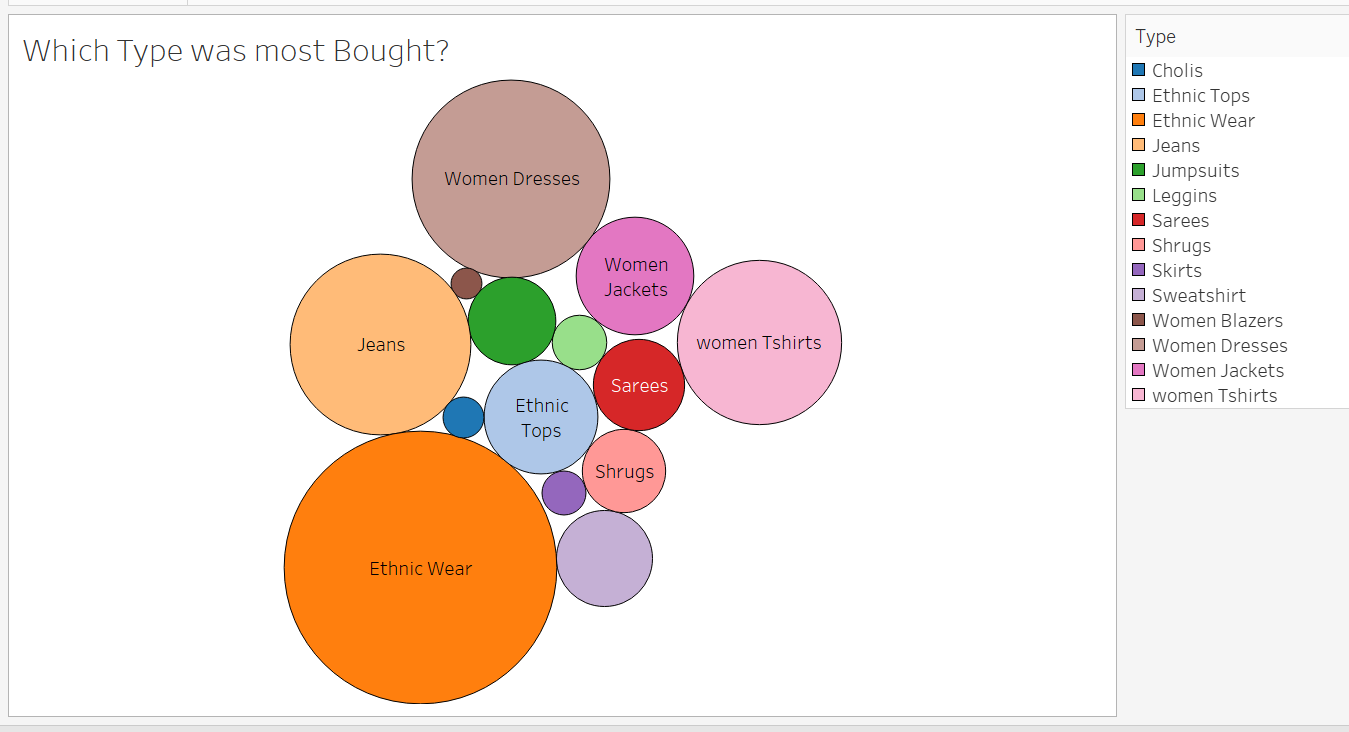 Which Type was most Bought?
Women Dresses
Women
Jackets
Jeans
women Tshirts
Sarees
Ethnic
Tops
Shrugs
Ethnic Wear
Type
Cholis
Ethnic Tops
Ethnic Wear
Jeans
Jumpsuits
Leggins
Sarees
Shrugs
Skirts
Sweatshirt
Women Blazers
Women Dresses
Women Jackets
women Tshirts